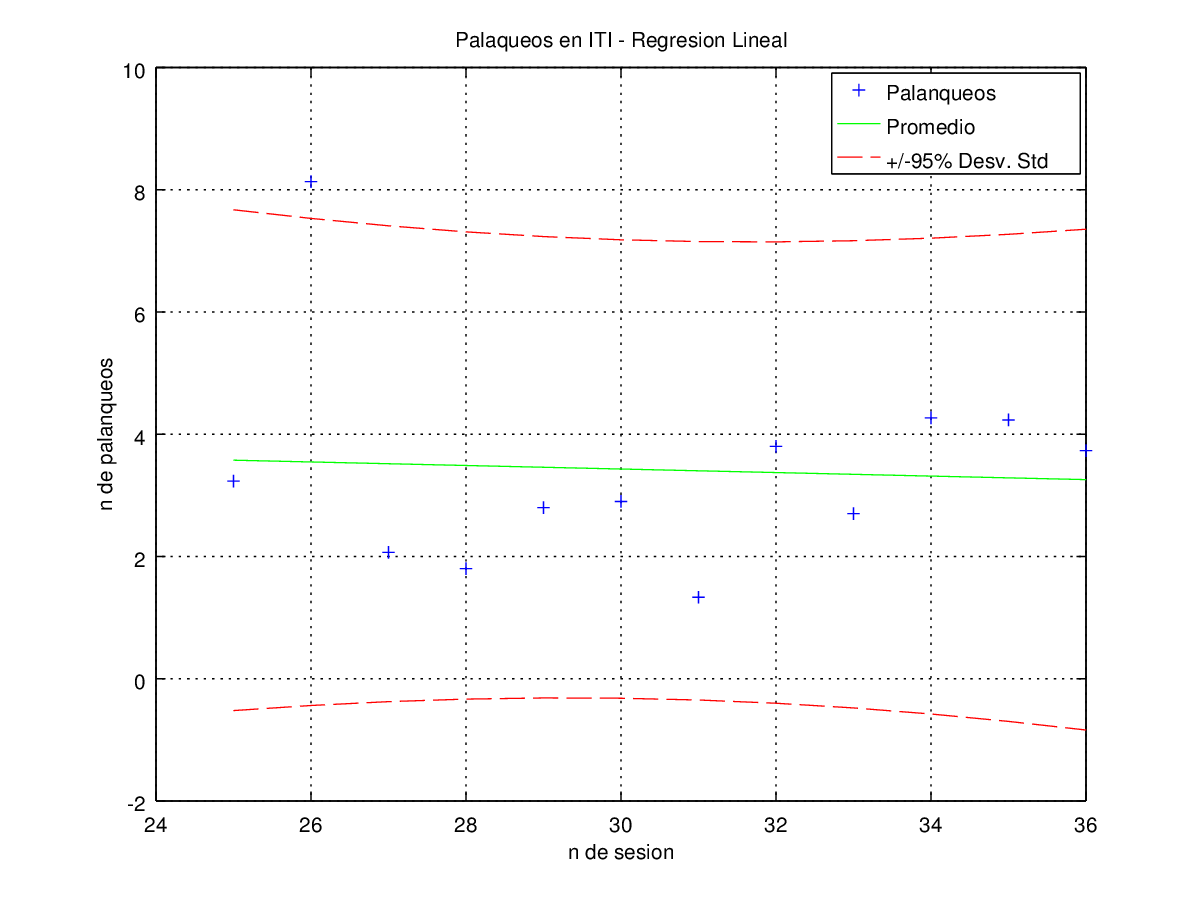 Palaqueos en ITI - Regresion Lineal
10
8
6
4
2
0
-2
n de palanqueos
Palanqueos
Promedio
+/-95% Desv. Std
24 26 28 30 32 34 36
n de sesion